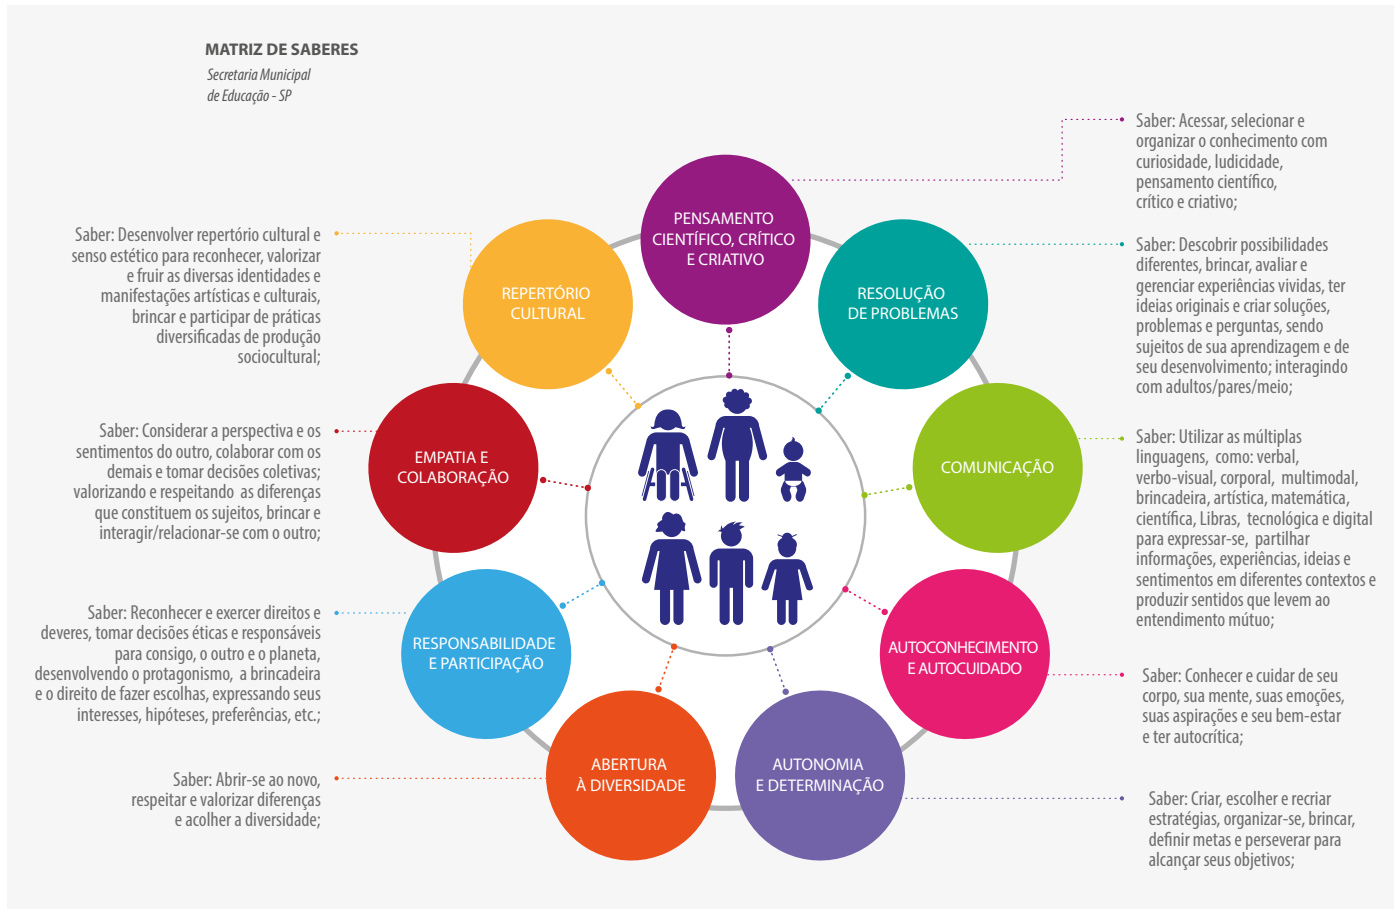 MATRIZ DE SABERES
Secretaria Municipal
de Educação - SP
PENSAMENTO
CIENTÍFICO, CRÍTICO
E CRIATIVO
Saber: Acessar, selecionar e
organizar o conhecimento com
curiosidade, ludicidade,
pensamento científico,
crítico e criativo;
RESOLUÇÃO
DE PROBLEMAS
Saber: Descobrir possibilidades
diferentes, brincar, avaliar e
gerenciar experiências vividas, ter
ideias originais e criar soluções,
problemas e perguntas, sendo
sujeitos de sua aprendizagem e de
seu desenvolvimento; interagindo
com adultos/pares/meio;
COMUNICAÇÃO
Saber: Utilizar as múltiplas
linguagens, como: verbal,
verbo-visual, corporal, multimodal,
brincadeira, artística, matemática,
científica, Libras, tecnológica e digital
para expressar-se, partilhar
informações, experiências, ideias e
sentimentos em diferentes contextos e
produzir sentidos que levem ao
entendimento mútuo;
AUTOCONHECIMENTO
E AUTOCUIDADO
Saber: Conhecer e cuidar de seu
corpo, sua mente, suas emoções,
suas aspirações e seu bem-estar
e ter autocrítica;
AUTONOMIA
E DETERMINAÇÃO
Saber: Criar, escolher e recriar
estratégias, organizar-se, brincar,
definir metas e perseverar para
alcançar seus objetivos;
ABERTURA
À DIVERSIDADE
Saber: Abrir-se ao novo,
respeitar e valorizar diferenças
e acolher a diversidade;
RESPONSABILIDADE
E PARTICIPAÇÃO
Saber: Reconhecer e exercer direitos e
deveres, tomar decisões éticas e responsáveis
para consigo, o outro e o planeta,
desenvolvendo o protagonismo, a brincadeira
e o direito de fazer escolhas, expressando seus
interesses, hipóteses, preferências, etc.;
EMPATIA E
COLABORAÇÃO
Saber: Considerar a perspectiva e os
sentimentos do outro, colaborar com os
demais e tomar decisões coletivas;
valorizando e respeitando as diferenças
que constituem os sujeitos, brincar e
interagir/relacionar-se com o outro;
REPERTÓRIO
CULTURAL
Saber: Desenvolver repertório cultural e
senso estético para reconhecer, valorizar
e fruir as diversas identidades e
manifestações artísticas e culturais,
brincar e participar de práticas
diversificadas de produção
sociocultural;